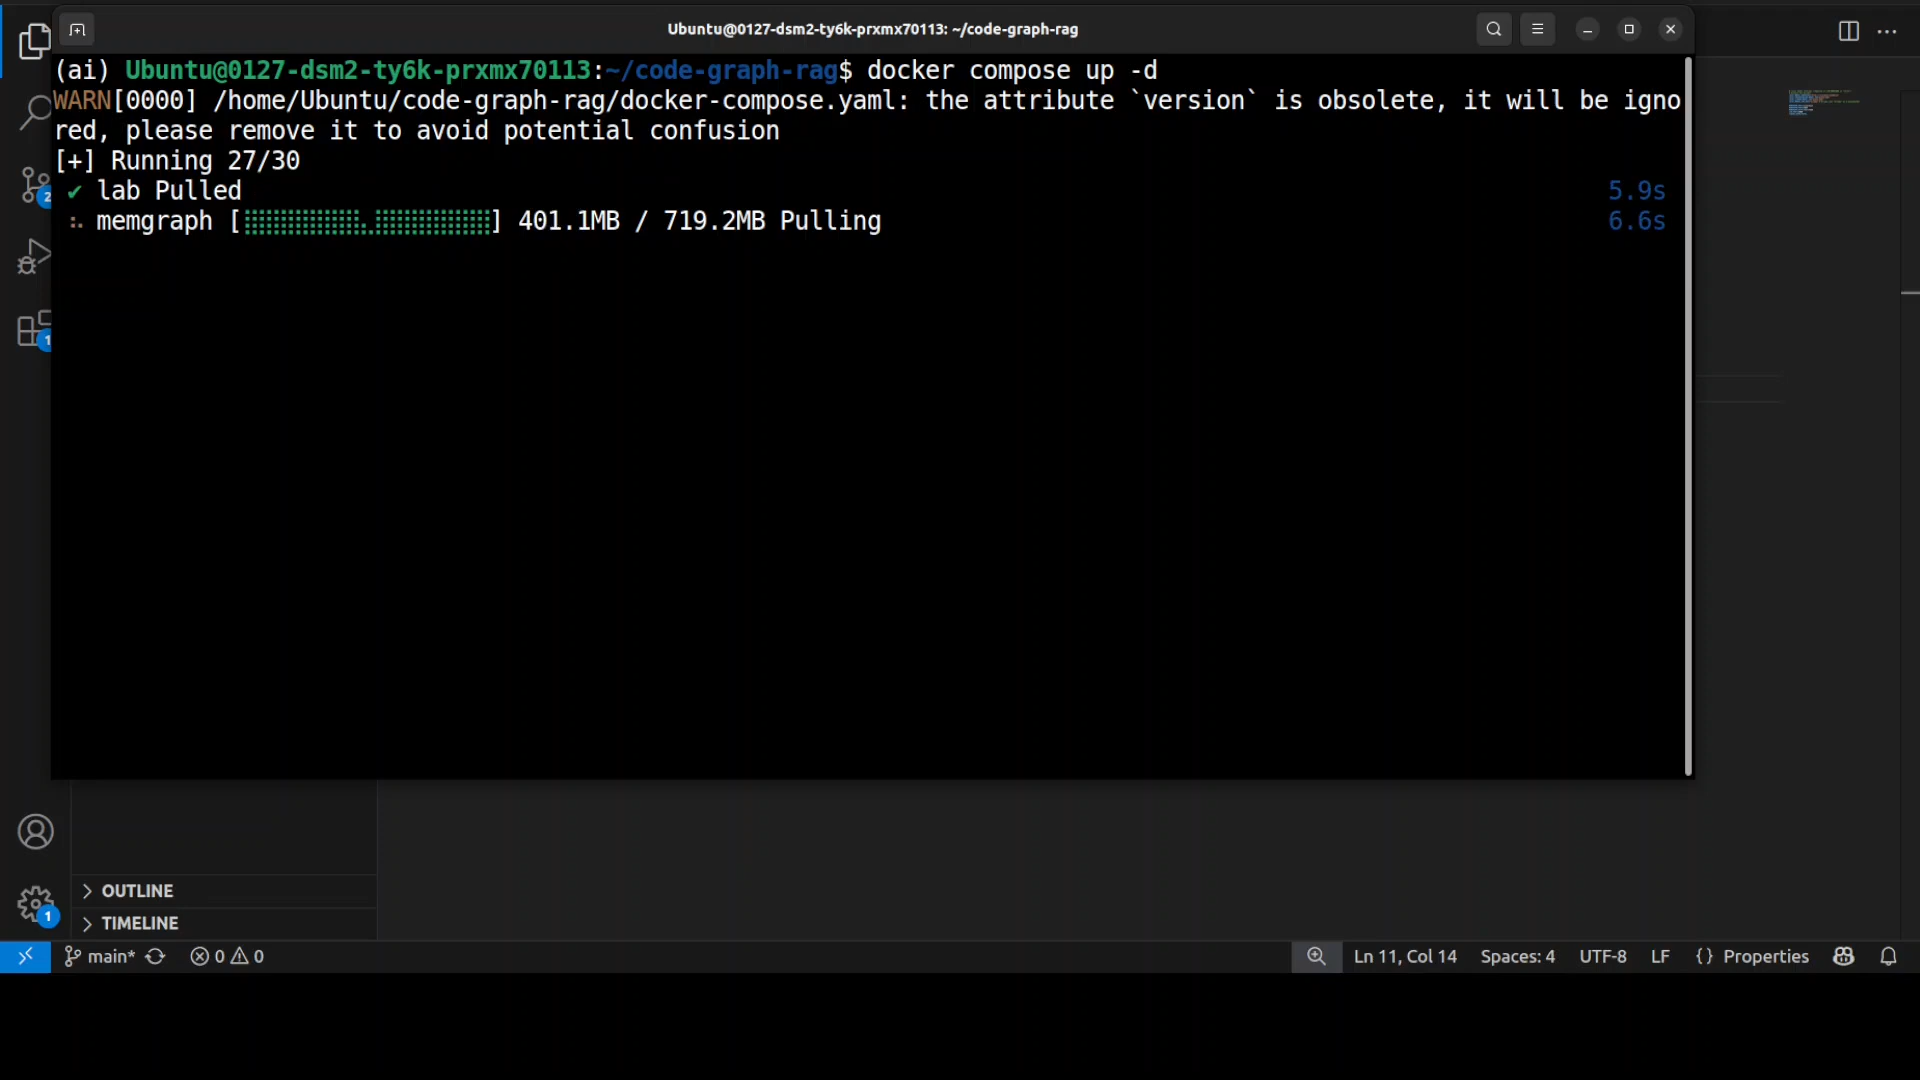 Ubuntu@0127-dsm2-ty6k-prxmx70113: ~/code-graph-rag
(ai) Ubuntu@0127-dsm2-ty6k-prxmx70113:~/code-graph-rag$ docker compose up -d
WARN[0000] /home/Ubuntu/code-graph-rag/docker-compose.yaml: the attribute `version` is obsolete, it will be igno
red, please remove it to avoid potential confusion
[+] Running 27/30
✔ lab Pulled 5.9s
memgraph [⣿⣿⣿⣿⣿⣿⣿⣿⣀⣿⣿⣿⣿⣿⣿⣿⣿] 401.1MB / 719.2MB Pulling 6.6s
2
1
OUTLINE
1
TIMELINE
main* 0 0 Ln 11, Col 14 Spaces: 4 UTF-8 LF {} Properties